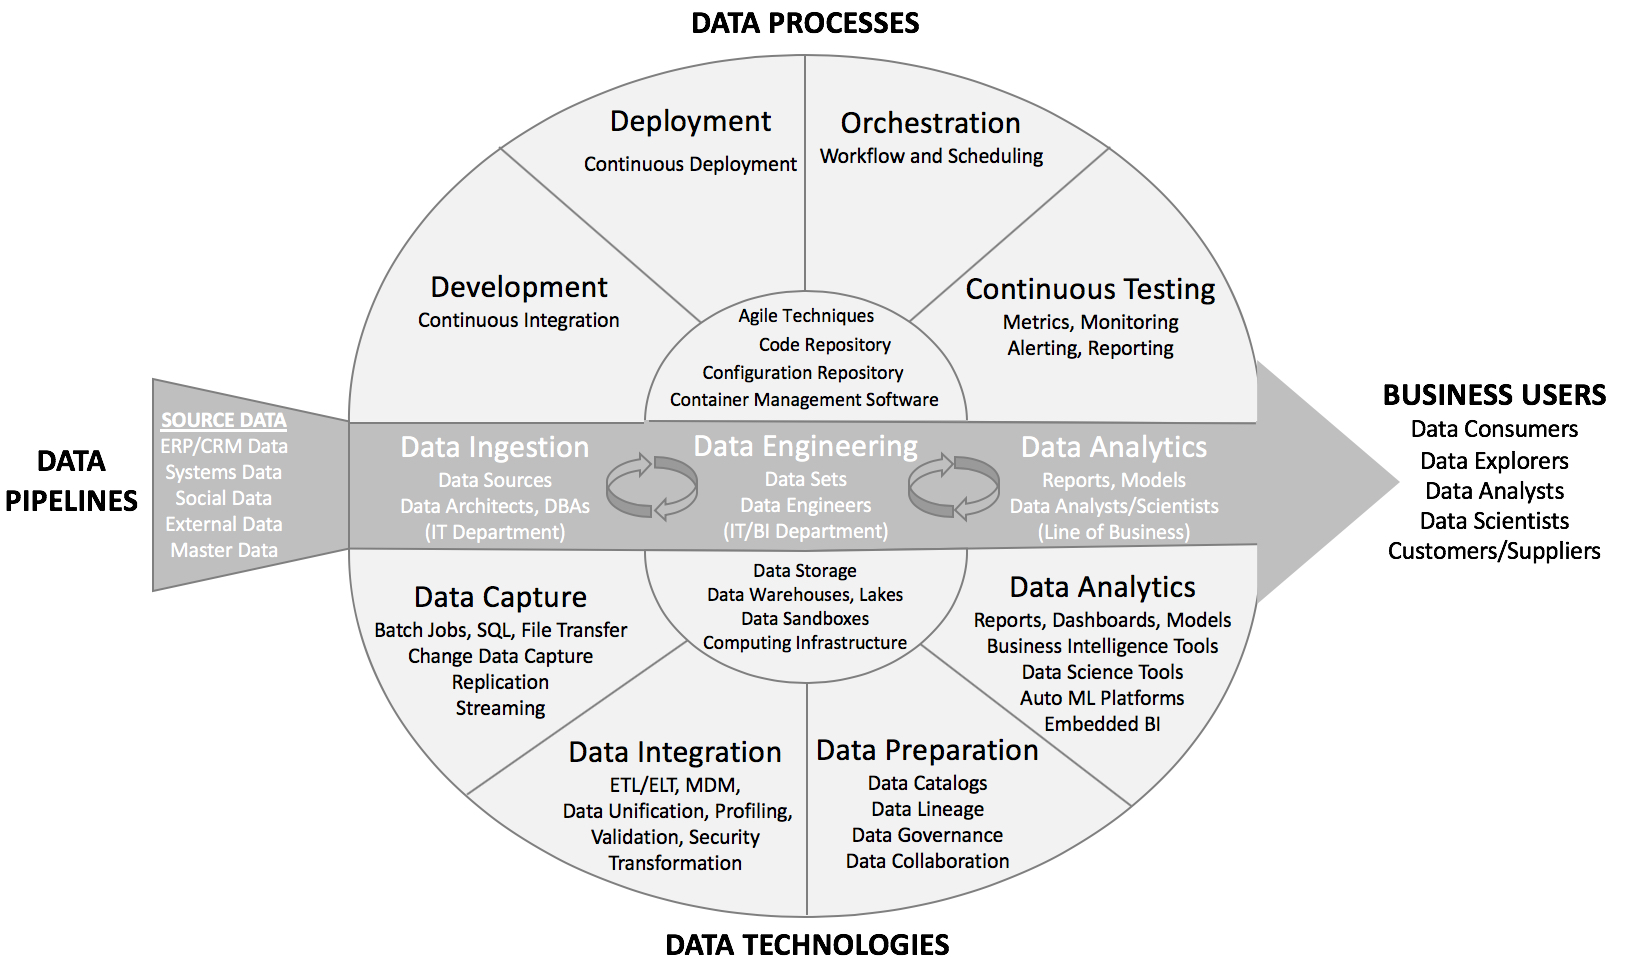 DATA PROCESSES
Deployment
Continuous Deployment
Orchestration
Workflow and Scheduling
Development
Continuous Integration
Continuous Testing
Metrics, Monitoring
Alerting, Reporting
Agile Techniques
Code Repository
Configuration Repository
Container Management Software
DATA
PIPELINES
SOURCE DATA
ERP/CRM Data
Systems Data
Social Data
External Data
Master Data
Data Ingestion
Data Sources
Data Architects, DBAs
(IT Department)
Data Engineering
Data Sets
Data Engineers
(IT/BI Department)
Data Analytics
Reports, Models
Data Analysts/Scientists
(Line of Business)
BUSINESS USERS
Data Consumers
Data Explorers
Data Analysts
Data Scientists
Customers/Suppliers
Data Storage
Data Warehouses, Lakes
Data Sandboxes
Computing Infrastructure
Data Capture
Batch Jobs, SQL, File Transfer
Change Data Capture
Replication
Streaming
Data Integration
ETL/ELT, MDM,
Data Unification, Profiling,
Validation, Security
Transformation
Data Preparation
Data Catalogs
Data Lineage
Data Governance
Data Collaboration
Data Analytics
Reports, Dashboards, Models
Business Intelligence Tools
Data Science Tools
Auto ML Platforms
Embedded BI
DATA TECHNOLOGIES